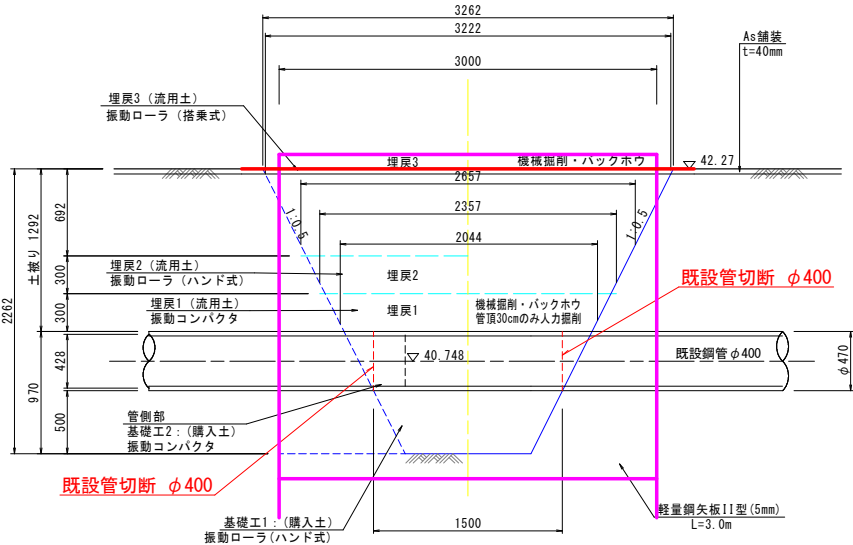 3262
3222
3000
As舗装
t=40mm
埋戻3（流用土）
振動ローラ（搭乗式）
埋戻3
機械掘削・バックホウ
42.27
2657
2357
2044
1:0.5
1:0.5
692
土被り 1292
2262
300
300
埋戻2（流用土）
振動ローラ（ハンド式）
埋戻2
埋戻1（流用土）
振動コンパクタ
埋戻1
機械掘削・バックホウ
管頂30cmのみ人力掘削
既設管切断 φ400
40.748
既設鋼管φ400
φ470
428
970
500
管側部
基礎工2：(購入土)
振動コンパクタ
既設管切断 φ400
基礎工1：(購入土)
振動ローラ(ハンド式)
1500
軽量鋼矢板II型(5mm)
L=3.0m